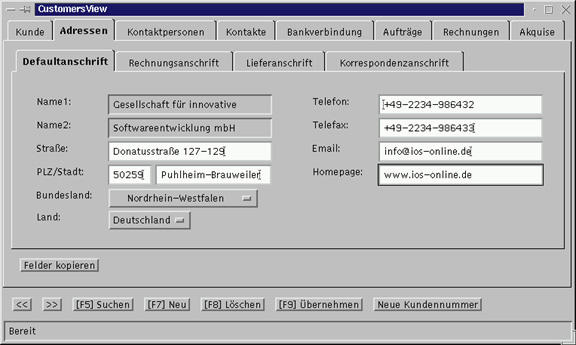 CustomersView
Kunde Adressen Kontaktpersonen Kontakte Bankverbindung Aufträge Rechnungen Akquise
Defaultanschrift Rechnungsanschrift Lieferanschrift Korrespondenzanschrift
Name1: Gesellschaft für innovative Telefon: +49-2234-986432
Name2: Softwareentwicklung mbH Telefax: +49-2234-986433
Straße: Donatusstraße 127-129 Email: info@ios-online.de
PLZ/Stadt: 50259 Puhlheim-Brauweiler Homepage: www.ios-online.de
Bundesland: Nordrhein-Westfalen
Land: Deutschland
Felder kopieren
<< >> [F5] Suchen [F7] Neu [F8] Löschen [F9] Übernehmen Neue Kundennummer
Bereit